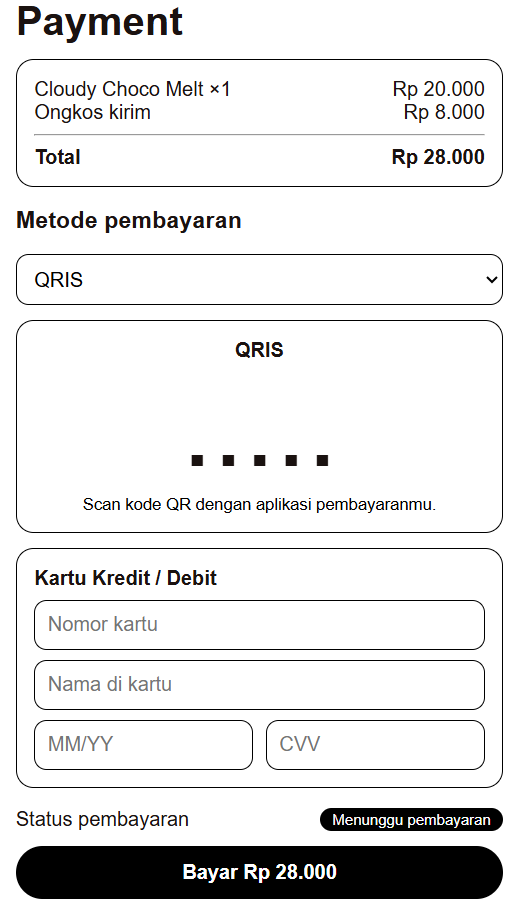 Payment
Cloudy Choco Melt ×1 Rp 20.000
Ongkos kirim Rp 8.000
Total Rp 28.000
Metode pembayaran
QRIS
QRIS
Scan kode QR dengan aplikasi pembayaranmu.
Kartu Kredit / Debit
Nomor kartu
Nama di kartu
MM/YY CVV
Status pembayaran Menunggu pembayaran
Bayar Rp 28.000